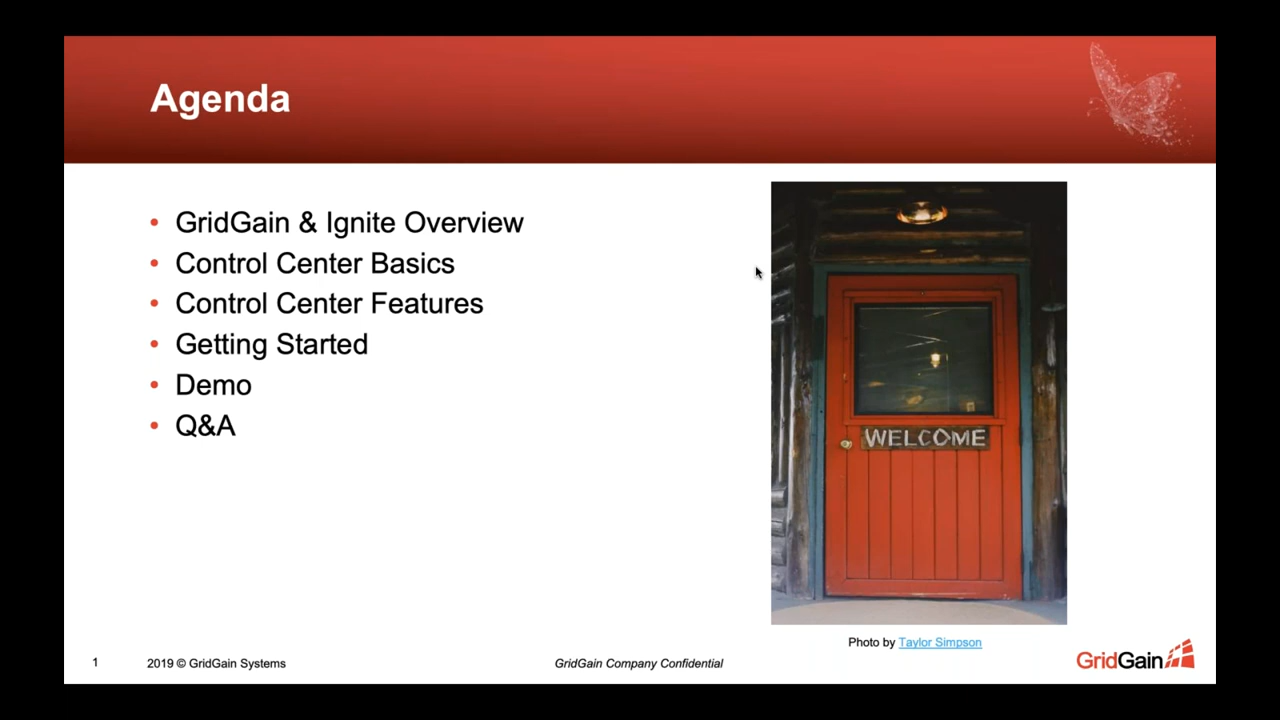 Agenda
• GridGain & Ignite Overview
• Control Center Basics
• Control Center Features
• Getting Started
• Demo
• Q&A
WELCOME
Photo by Taylor Simpson
1
2019 © GridGain Systems
GridGain Company Confidential
GridGain